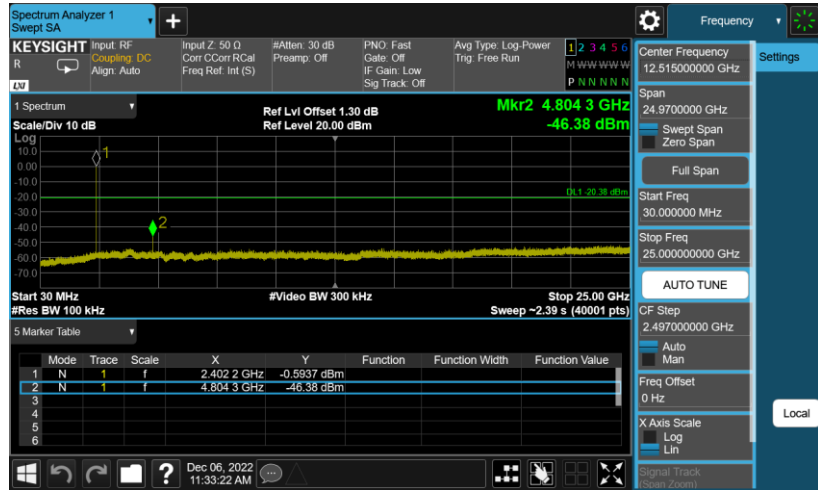 Spectrum Analyzer 1
Swept SA
+
Frequency
KEYSIGHT
R
LXI
Input: RF
Coupling: DC
Align: Auto
Input Z: 50 Ω
Corr CCorr RCal
Freq Ref: Int (S)
#Atten: 30 dB
Preamp: Off
PNO: Fast
Gate: Off
IF Gain: Low
Sig Track: Off
Avg Type: Log-Power
Trig: Free Run
1 2 3 4 5 6
M W W W W W
P N N N N N
1 Spectrum
Scale/Div 10 dB
Ref Lvl Offset 1.30 dB
Ref Level 20.00 dBm
Mkr2 4.804 3 GHz
-46.38 dBm
Log
10.0
0.00
-10.0
-20.0
-30.0
-40.0
-50.0
-60.0
-70.0
1
2
DL1 -20.38 dBm
Start 30 MHz
#Video BW 300 kHz
Stop 25.00 GHz
#Res BW 100 kHz
Sweep ~2.39 s (40001 pts)
5 Marker Table
Mode Trace Scale X Y Function Function Width Function Value
1 N 1 f 2.402 2 GHz -0.5937 dBm
2 N 1 f 4.804 3 GHz -46.38 dBm
3
4
5
6
?
Dec 06, 2022
11:33:22 AM
Center Frequency
12.515000000 GHz
Settings
Span
24.9700000 GHz
Swept Span
Zero Span
Full Span
Start Freq
30.000000 MHz
Stop Freq
25.000000000 GHz
AUTO TUNE
CF Step
2.497000000 GHz
Auto
Man
Freq Offset
0 Hz
Local
X Axis Scale
Log
Lin
Signal Track
(Span Zoom)